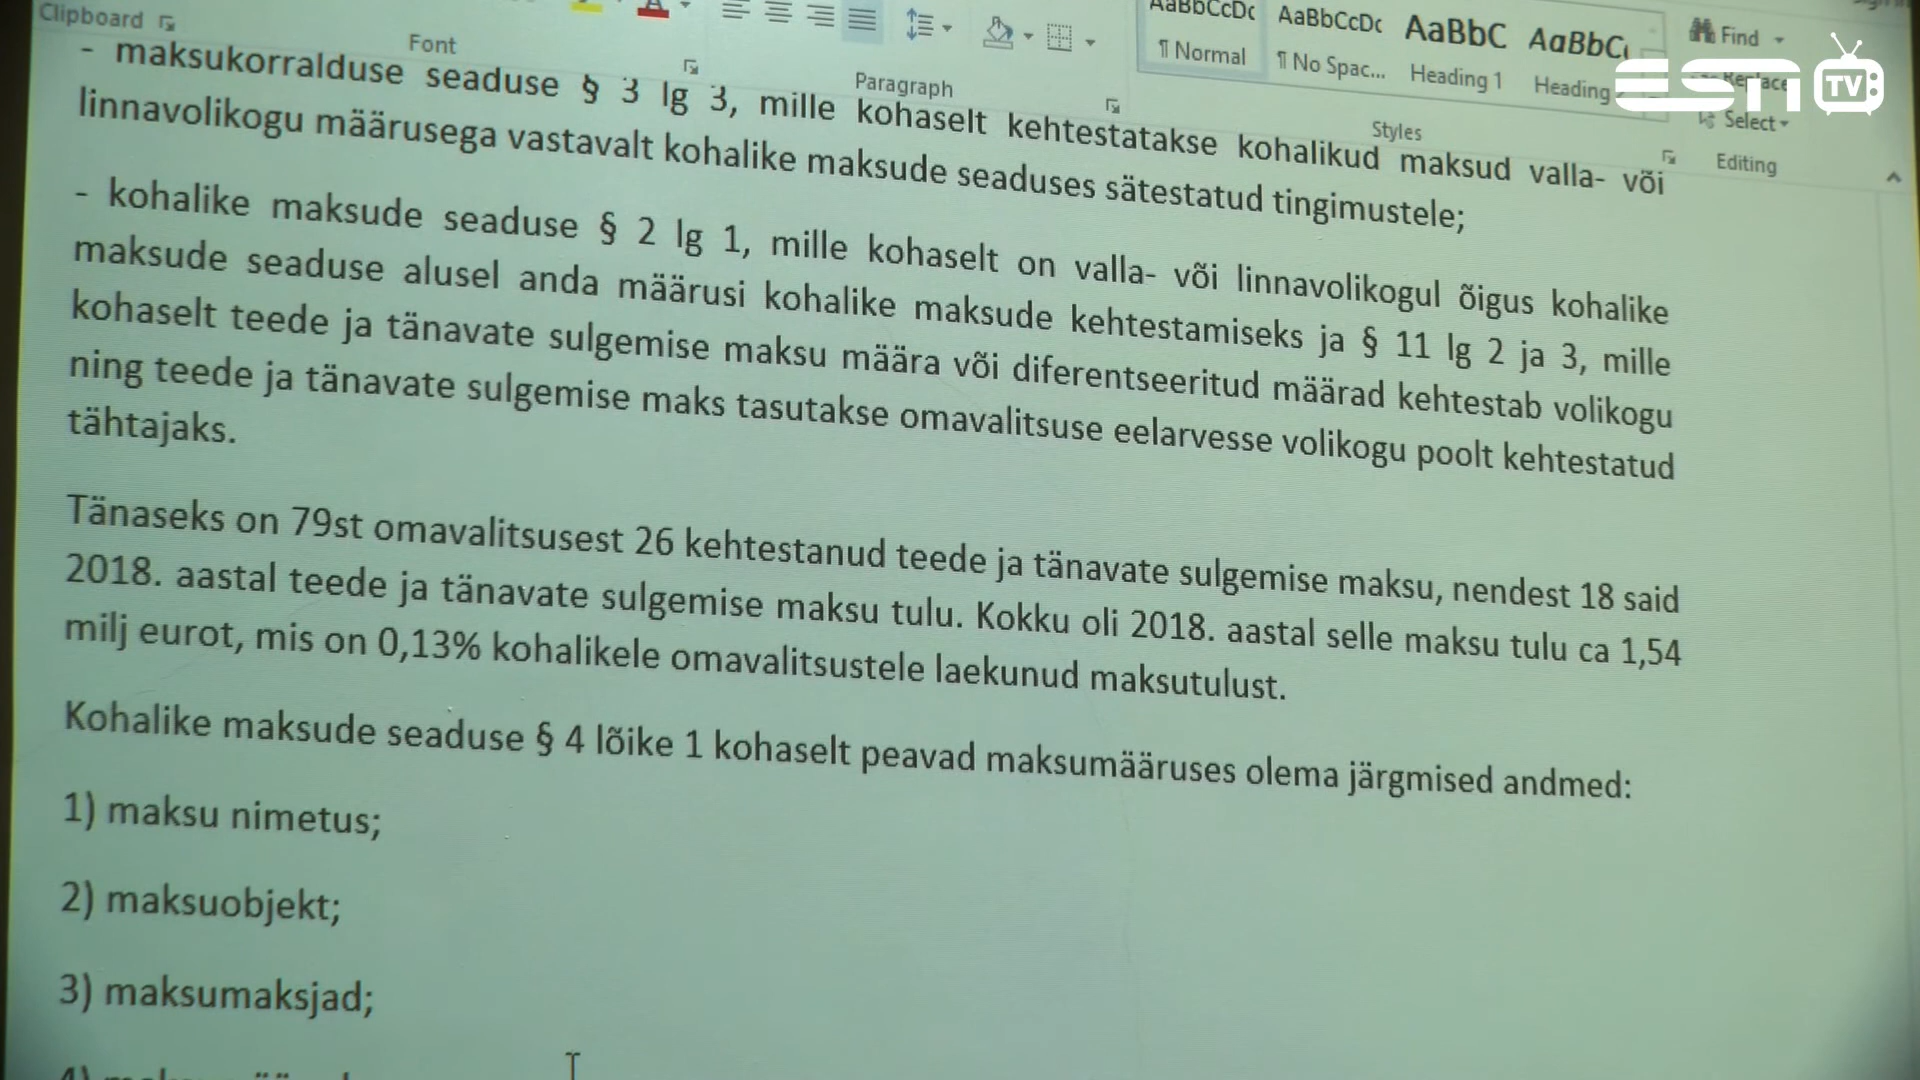 Clipboard
Font
Paragraph
AaBbCcDc AaBbCcDc AaBbC AaBbCc
¶ Normal ¶ No Spac... Heading 1 Heading
Styles
Find
Replace
Select
Editing
ESTI TV
- maksukorralduse seaduse § 3 lg 3, mille kohaselt kehtestatakse kohalikud maksud valla- või
linnavolikogu määrusega vastavalt kohalike maksude seaduses sätestatud tingimustele;
- kohalike maksude seaduse § 2 lg 1, mille kohaselt on valla- või linnavolikogul õigus kohalike
maksude seaduse alusel anda määrusi kohalike maksude kehtestamiseks ja § 11 lg 2 ja 3, mille
kohaselt teede ja tänavate sulgemise maksu määra või diferentseeritud määrad kehtestab volikogu
ning teede ja tänavate sulgemise maks tasutakse omavalitsuse eelarvesse volikogu poolt kehtestatud
tähtajaks.
Tänaseks on 79st omavalitsusest 26 kehtestanud teede ja tänavate sulgemise maksu, nendest 18 said
2018. aastal teede ja tänavate sulgemise maksu tulu. Kokku oli 2018. aastal selle maksu tulu ca 1,54
milj eurot, mis on 0,13% kohalikele omavalitsustele laekunud maksutulust.
Kohalike maksude seaduse § 4 lõike 1 kohaselt peavad maksumääruses olema järgmised andmed:
1) maksu nimetus;
2) maksuobjekt;
3) maksumaksjad;